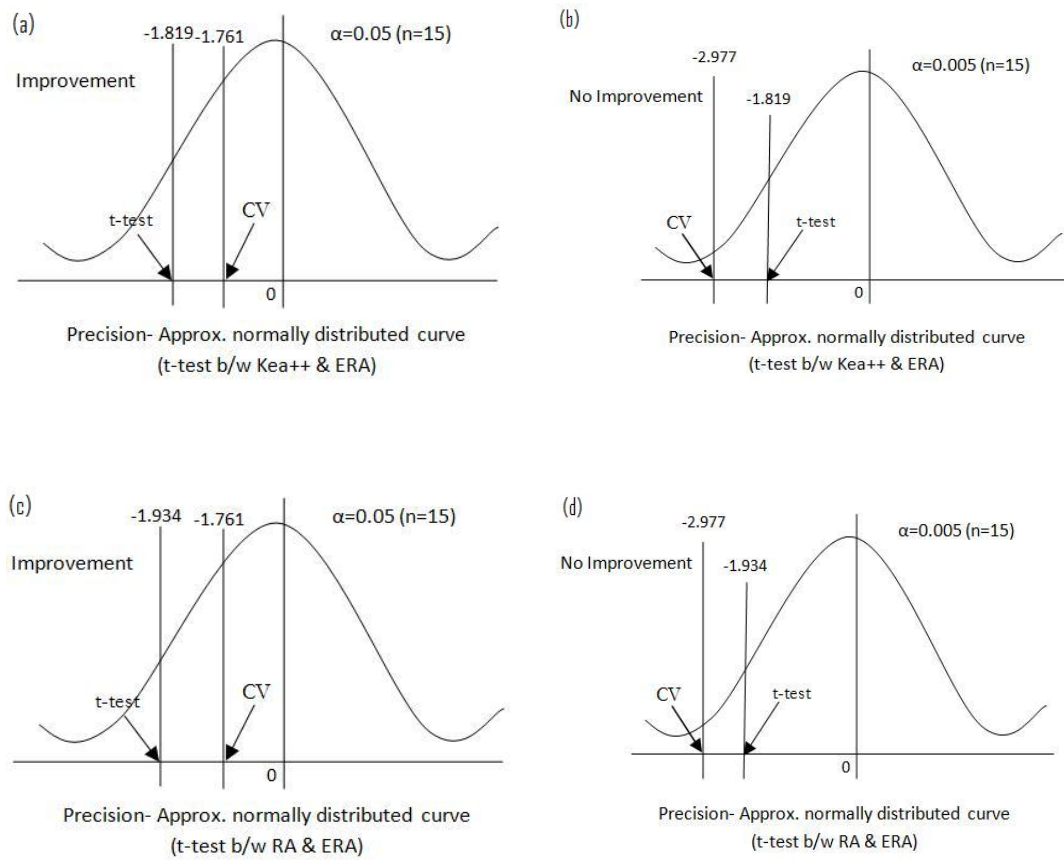 (a)
-1.819 -1.761
α=0.05 (n=15)
Improvement
t-test
CV
0
Precision- Approx. normally distributed curve
(t-test b/w Kea++ & ERA)
(b)
-2.977
α=0.005 (n=15)
No Improvement
-1.819
CV
t-test
0
Precision- Approx. normally distributed curve
(t-test b/w Kea++ & ERA)
(c)
-1.934 -1.761
α=0.05 (n=15)
Improvement
t-test
CV
0
Precision- Approx. normally distributed curve
(t-test b/w RA & ERA)
(d)
-2.977
α=0.005 (n=15)
No Improvement
-1.934
CV
t-test
0
Precision- Approx. normally distributed curve
(t-test b/w RA & ERA)